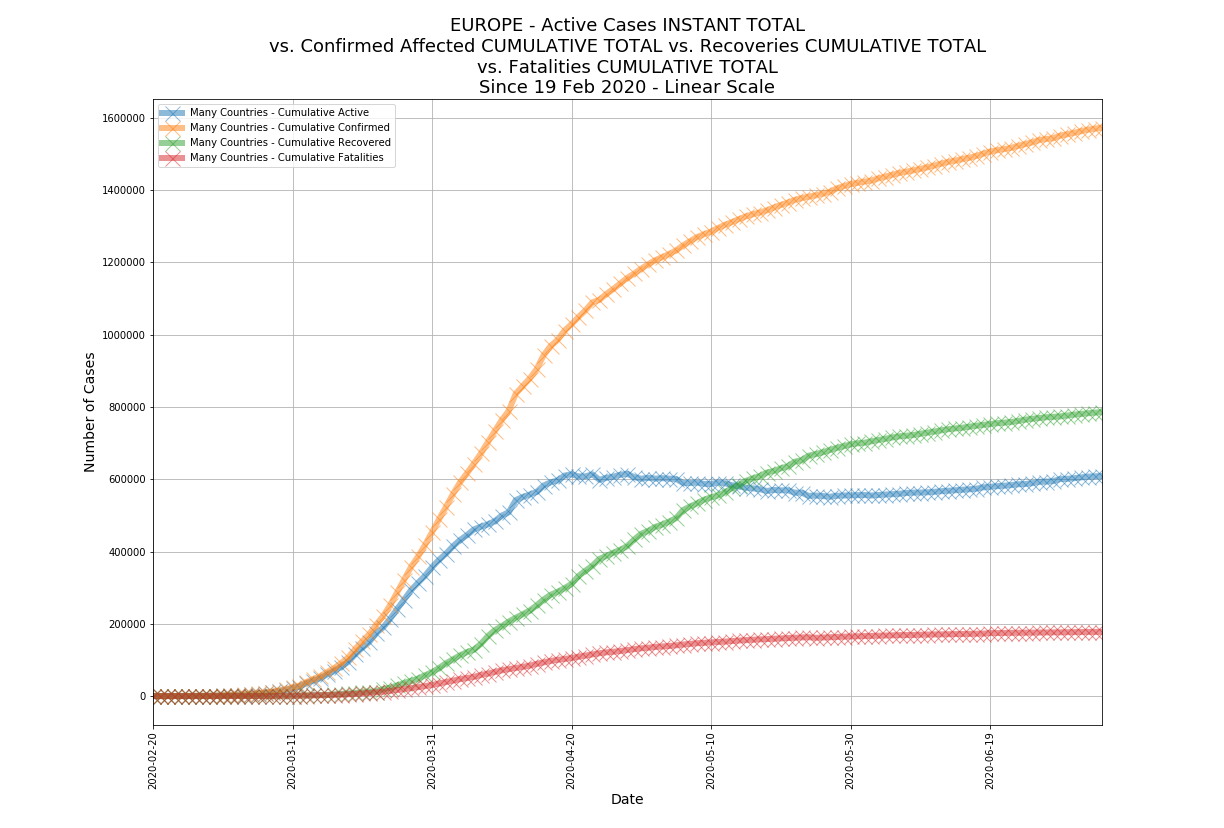 EUROPE - Active Cases INSTANT TOTAL
vs. Confirmed Affected CUMULATIVE TOTAL vs. Recoveries CUMULATIVE TOTAL
vs. Fatalities CUMULATIVE TOTAL
Since 19 Feb 2020 - Linear Scale
Many Countries - Cumulative Active
Many Countries - Cumulative Confirmed
Many Countries - Cumulative Recovered
Many Countries - Cumulative Fatalities
Number of Cases
1600000
1400000
1200000
1000000
800000
600000
400000
200000
0
2020-02-20
2020-03-11
2020-03-31
2020-04-20
2020-05-10
2020-05-30
2020-06-19
Date